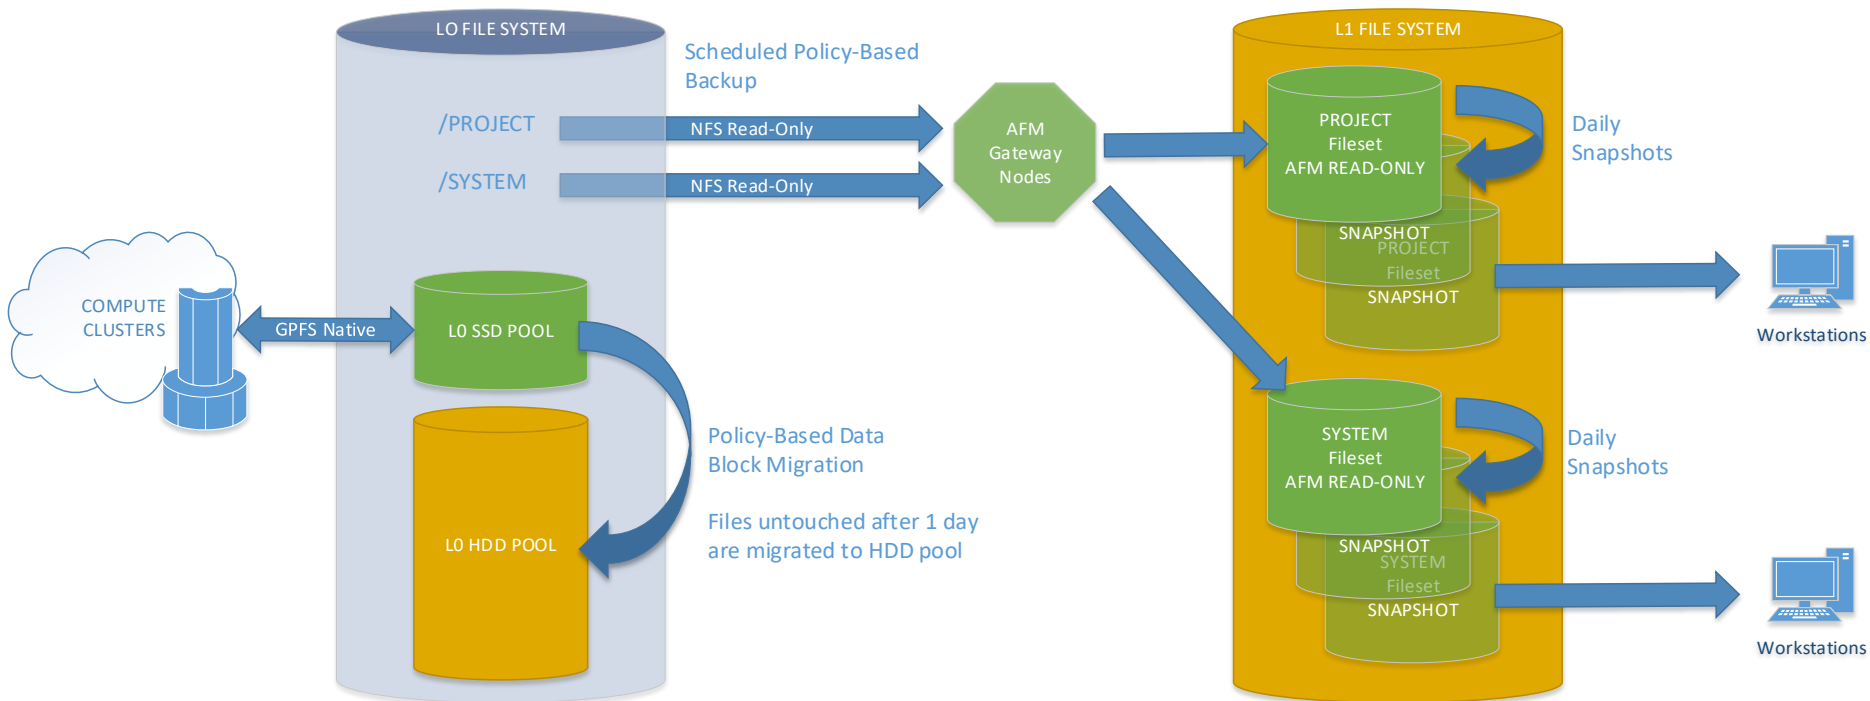 L0 FILE SYSTEM
L1 FILE SYSTEM
Scheduled Policy-Based
Backup
/PROJECT
NFS Read-Only
/SYSTEM
NFS Read-Only
AFM
Gateway
Nodes
PROJECT
Fileset
AFM READ-ONLY
Daily
Snapshots
SNAPSHOT
PROJECT
Fileset
SNAPSHOT
Workstations
COMPUTE
CLUSTERS
GPFS Native
L0 SSD POOL
Policy-Based Data
Block Migration
Files untouched after 1 day
are migrated to HDD pool
L0 HDD POOL
SYSTEM
Fileset
AFM READ-ONLY
Daily
Snapshots
SNAPSHOT
SYSTEM
Fileset
SNAPSHOT
Workstations